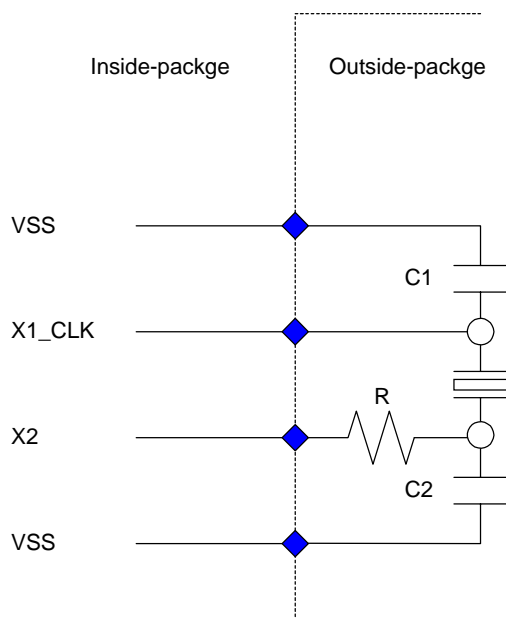 Inside-packge
Outside-packge
VSS
C1
X1_CLK
R
X2
C2
VSS